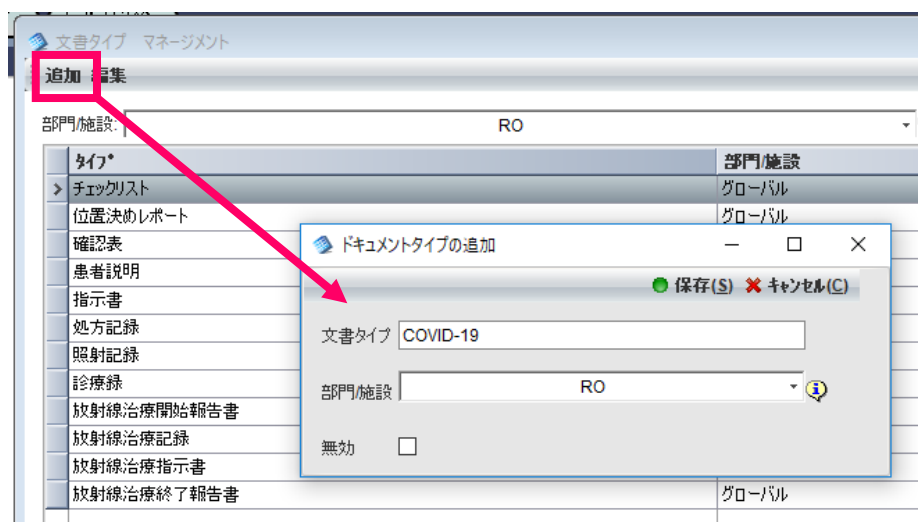 文書タイプ マネージメント
追加 編集
部門/施設: RO
タイプ* 部門/施設
チェックリスト グローバル
位置決めレポート グローバル
確認表
患者説明
指示書
処方記録
照射記録
診療録
放射線治療開始報告書
放射線治療記録
放射線治療指示書
放射線治療終了報告書 グローバル
ドキュメントタイプの追加
保存(S) キャンセル(C)
文書タイプ COVID-19
部門/施設 RO
無効